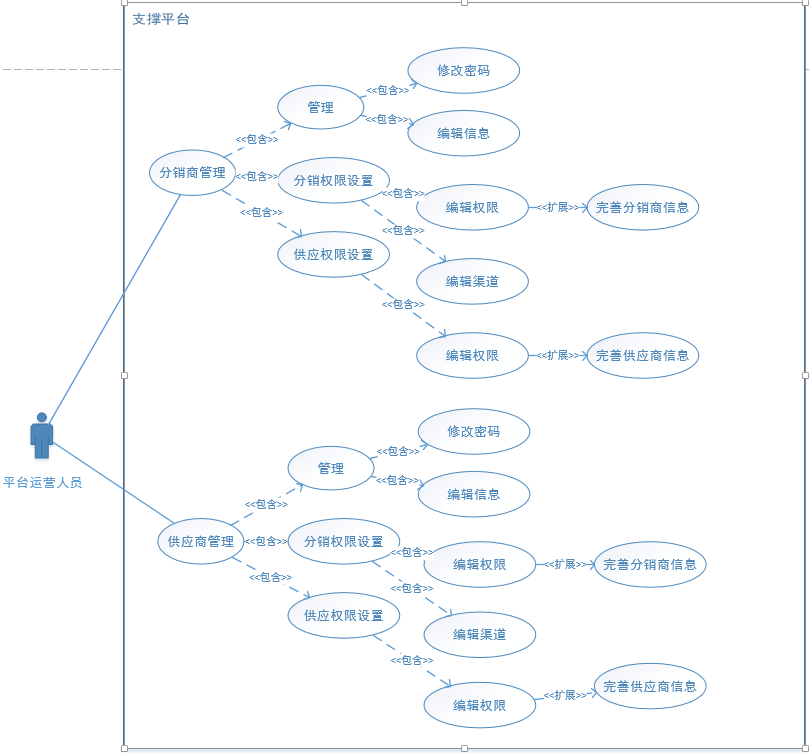 支撑平台
修改密码
<<包含>>
管理
<<包含>>
编辑信息
<<包含>>
分销商管理
<<包含>>
分销权限设置
<<包含>>
编辑权限
<<扩展>>
完善分销商信息
<<包含>>
<<包含>>
供应权限设置
编辑渠道
<<包含>>
编辑权限
<<扩展>>
完善供应商信息
平台运营人员
修改密码
<<包含>>
管理
<<包含>>
编辑信息
<<包含>>
供应商管理
<<包含>>
分销权限设置
<<包含>>
编辑权限
<<扩展>>
完善分销商信息
<<包含>>
<<包含>>
供应权限设置
编辑渠道
<<包含>>
编辑权限
<<扩展>>
完善供应商信息